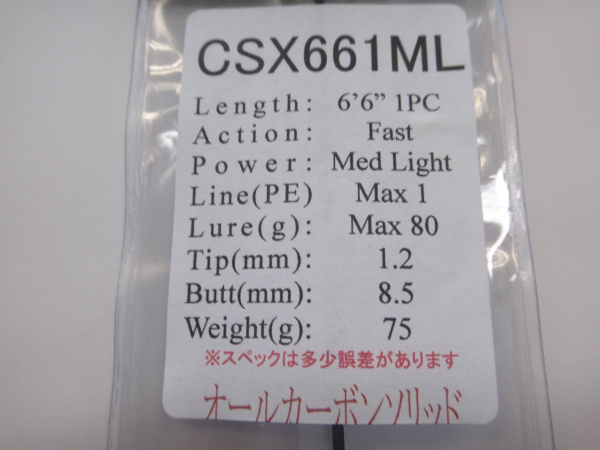 CSX661ML
Length: 6’6” 1PC
Action: Fast
Power: Med Light
Line(PE) Max 1
Lure(g): Max 80
Tip(mm): 1.2
Butt(mm): 8.5
Weight(g): 75
※スペックは多少誤差があります
オールカーボンソリッド